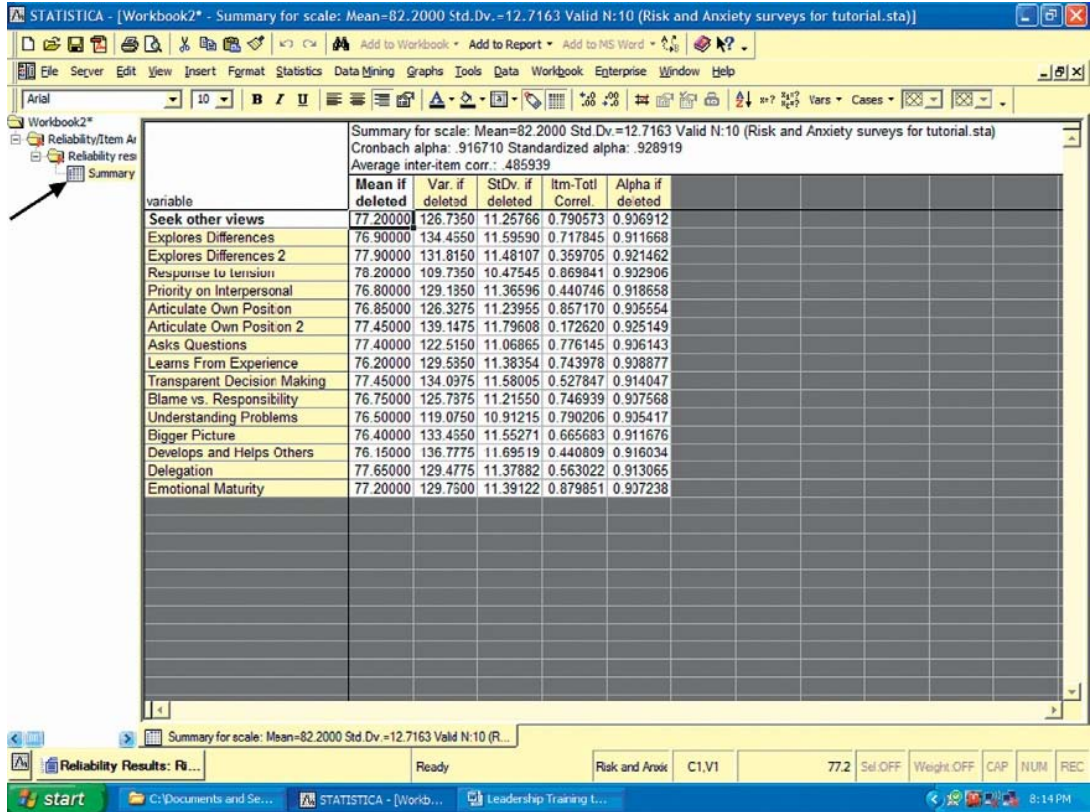 STATISTICA - [Workbook2* - Summary for scale: Mean=82.2000 Std.Dv.=12.7163 Valid N:10 (Risk and Anxiety surveys for tutorial.sta)]
Add to Workbook Add to Report Add to MS Word
File Server Edit View Insert Format Statistics Data Mining Graphs Tools Data Workbook Enterprise Window Help
Arial 10 B I U Vars Cases
Workbook2*
Reliability/Item Ar
Reliability resu
Summary
Summary for scale: Mean=82.2000 Std.Dv.=12.7163 Valid N:10 (Risk and Anxiety surveys for tutorial.sta)
Cronbach alpha: .916710 Standardized alpha: .928919
Average inter-item corr.: .485939
variable Mean if deleted Var. if deleted StDv. if deleted Itm-Totl Correl. Alpha if deleted
Seek other views 77.20000 126.7350 11.25766 0.790573 0.906912
Explores Differences 76.90000 134.4650 11.59590 0.717845 0.911668
Explores Differences 2 77.90000 131.8150 11.48107 0.359705 0.921462
Response to tension 78.20000 109.7350 10.47545 0.869841 0.902906
Priority on Interpersonal 76.80000 129.1850 11.36596 0.440746 0.918658
Articulate Own Position 76.85000 126.3275 11.23955 0.857170 0.905554
Articulate Own Position 2 77.45000 139.1475 11.79608 0.172620 0.925149
Asks Questions 77.40000 122.5150 11.06865 0.776145 0.906143
Learns From Experience 76.20000 129.5850 11.38354 0.743978 0.908877
Transparent Decision Making 77.45000 134.0975 11.58005 0.527847 0.914047
Blame vs. Responsibility 76.75000 125.7875 11.21550 0.746939 0.907568
Understanding Problems 76.50000 119.0750 10.91215 0.790206 0.905417
Bigger Picture 76.40000 133.4650 11.55271 0.665683 0.911676
Develops and Helps Others 76.15000 136.7775 11.69519 0.440809 0.916034
Delegation 77.65000 129.4775 11.37882 0.563022 0.913065
Emotional Maturity 77.20000 129.7600 11.39122 0.879851 0.907238
Summary for scale: Mean=82.2000 Std.Dv.=12.7163 Valid N:10 (R...
Reliability Results: Ri... Ready Risk and Anxie C1,V1 77.2 Sel:OFF Weight:OFF CAP NUM REC
start C:\Documents and Se... STATISTICA - [Workb... Leadership Training t... 8:14 PM